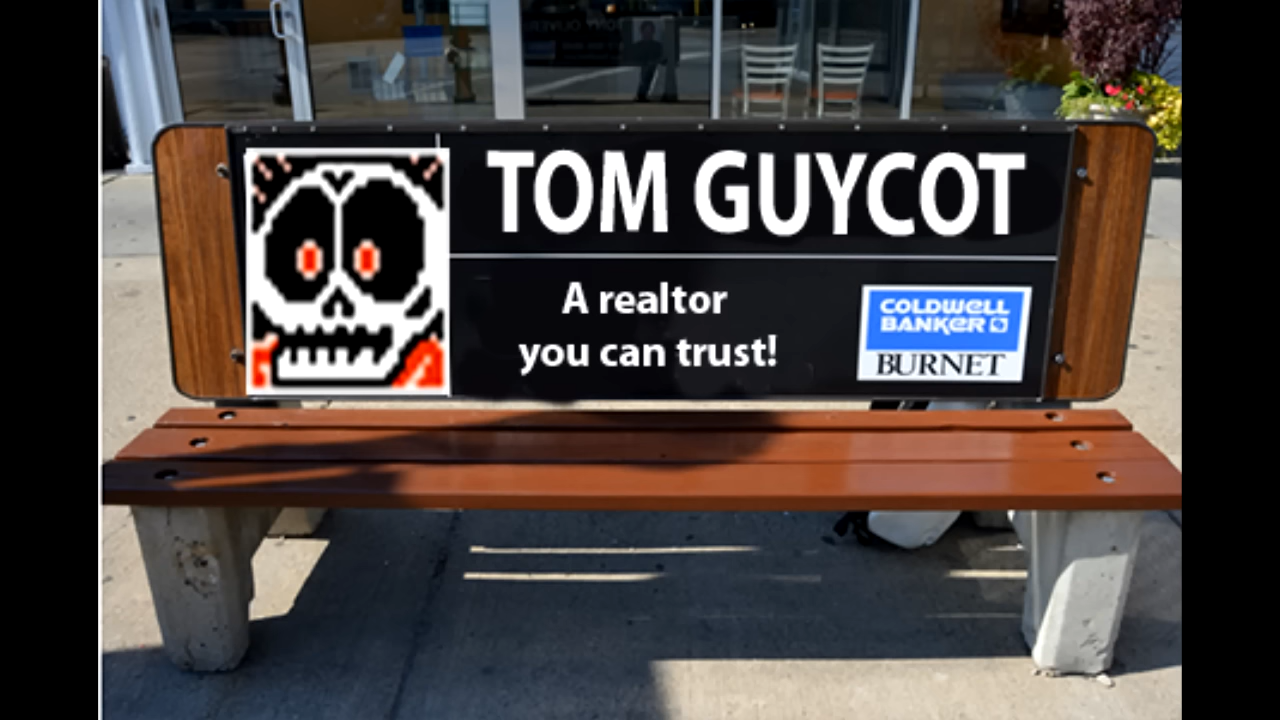 TOM GUYCOT
A realtor
you can trust!
COLDWELL
BANKER
BURNET